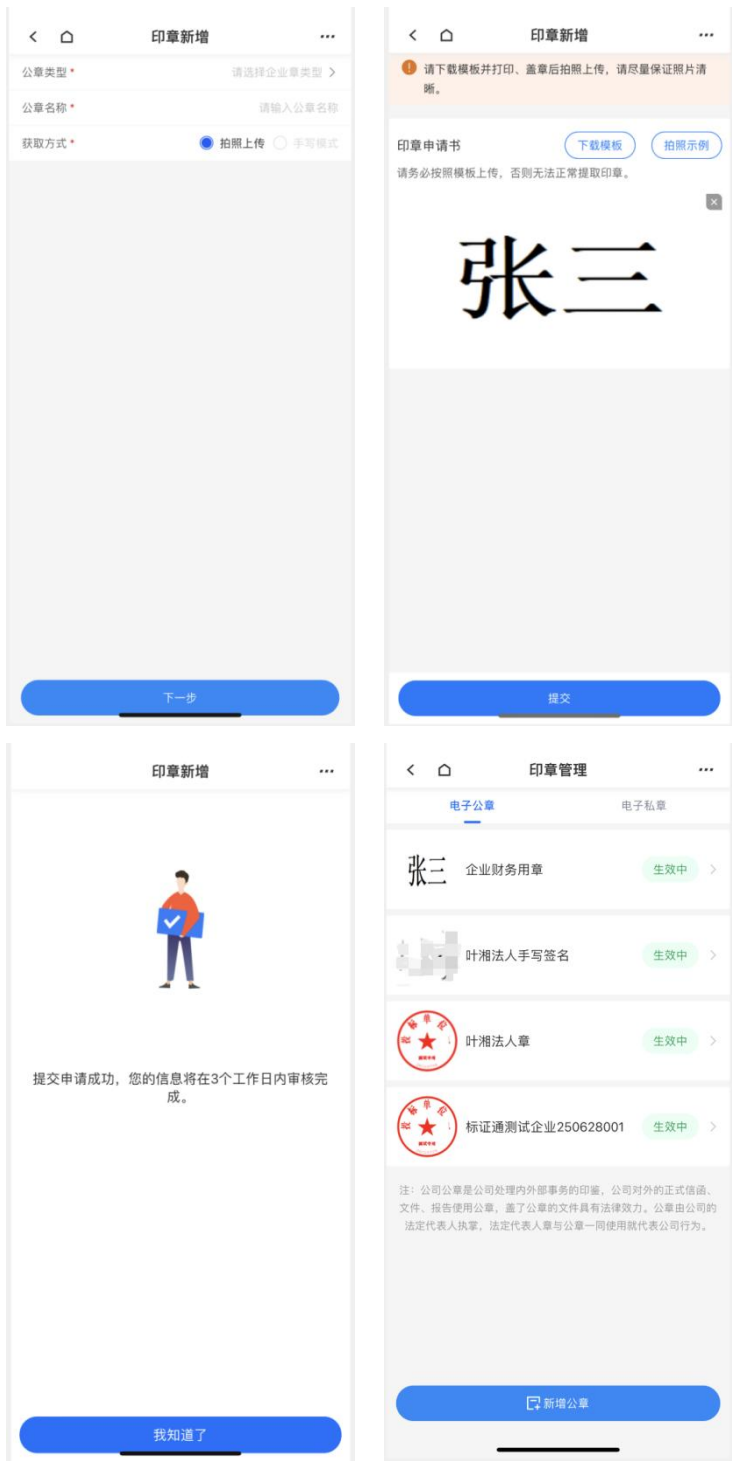 印章新增
公章类型 * 请选择企业章类型
公章名称 * 请输入公章名称
获取方式 * 拍照上传 手写模式
下一步
印章新增
请下载模板并打印、盖章后拍照上传，请尽量保证照片清
晰。
印章申请书 下载模板 拍照示例
请务必按照模板上传，否则无法正常提取印章。
张三
提交
印章新增
提交申请成功，您的信息将在3个工作日内审核完
成。
我知道了
印章管理
电子公章 电子私章
张三 企业财务用章 生效中
叶湘法人手写签名 生效中
叶湘法人章 生效中
标证通测试企业250628001 生效中
注：公司公章是公司处理内外部事务的印鉴，公司对外的正式信函、
文件、报告使用公章，盖了公章的文件具有法律效力。公章由公司的
法定代表人执掌，法定代表人章与公章一同使用就代表公司行为。
新增公章